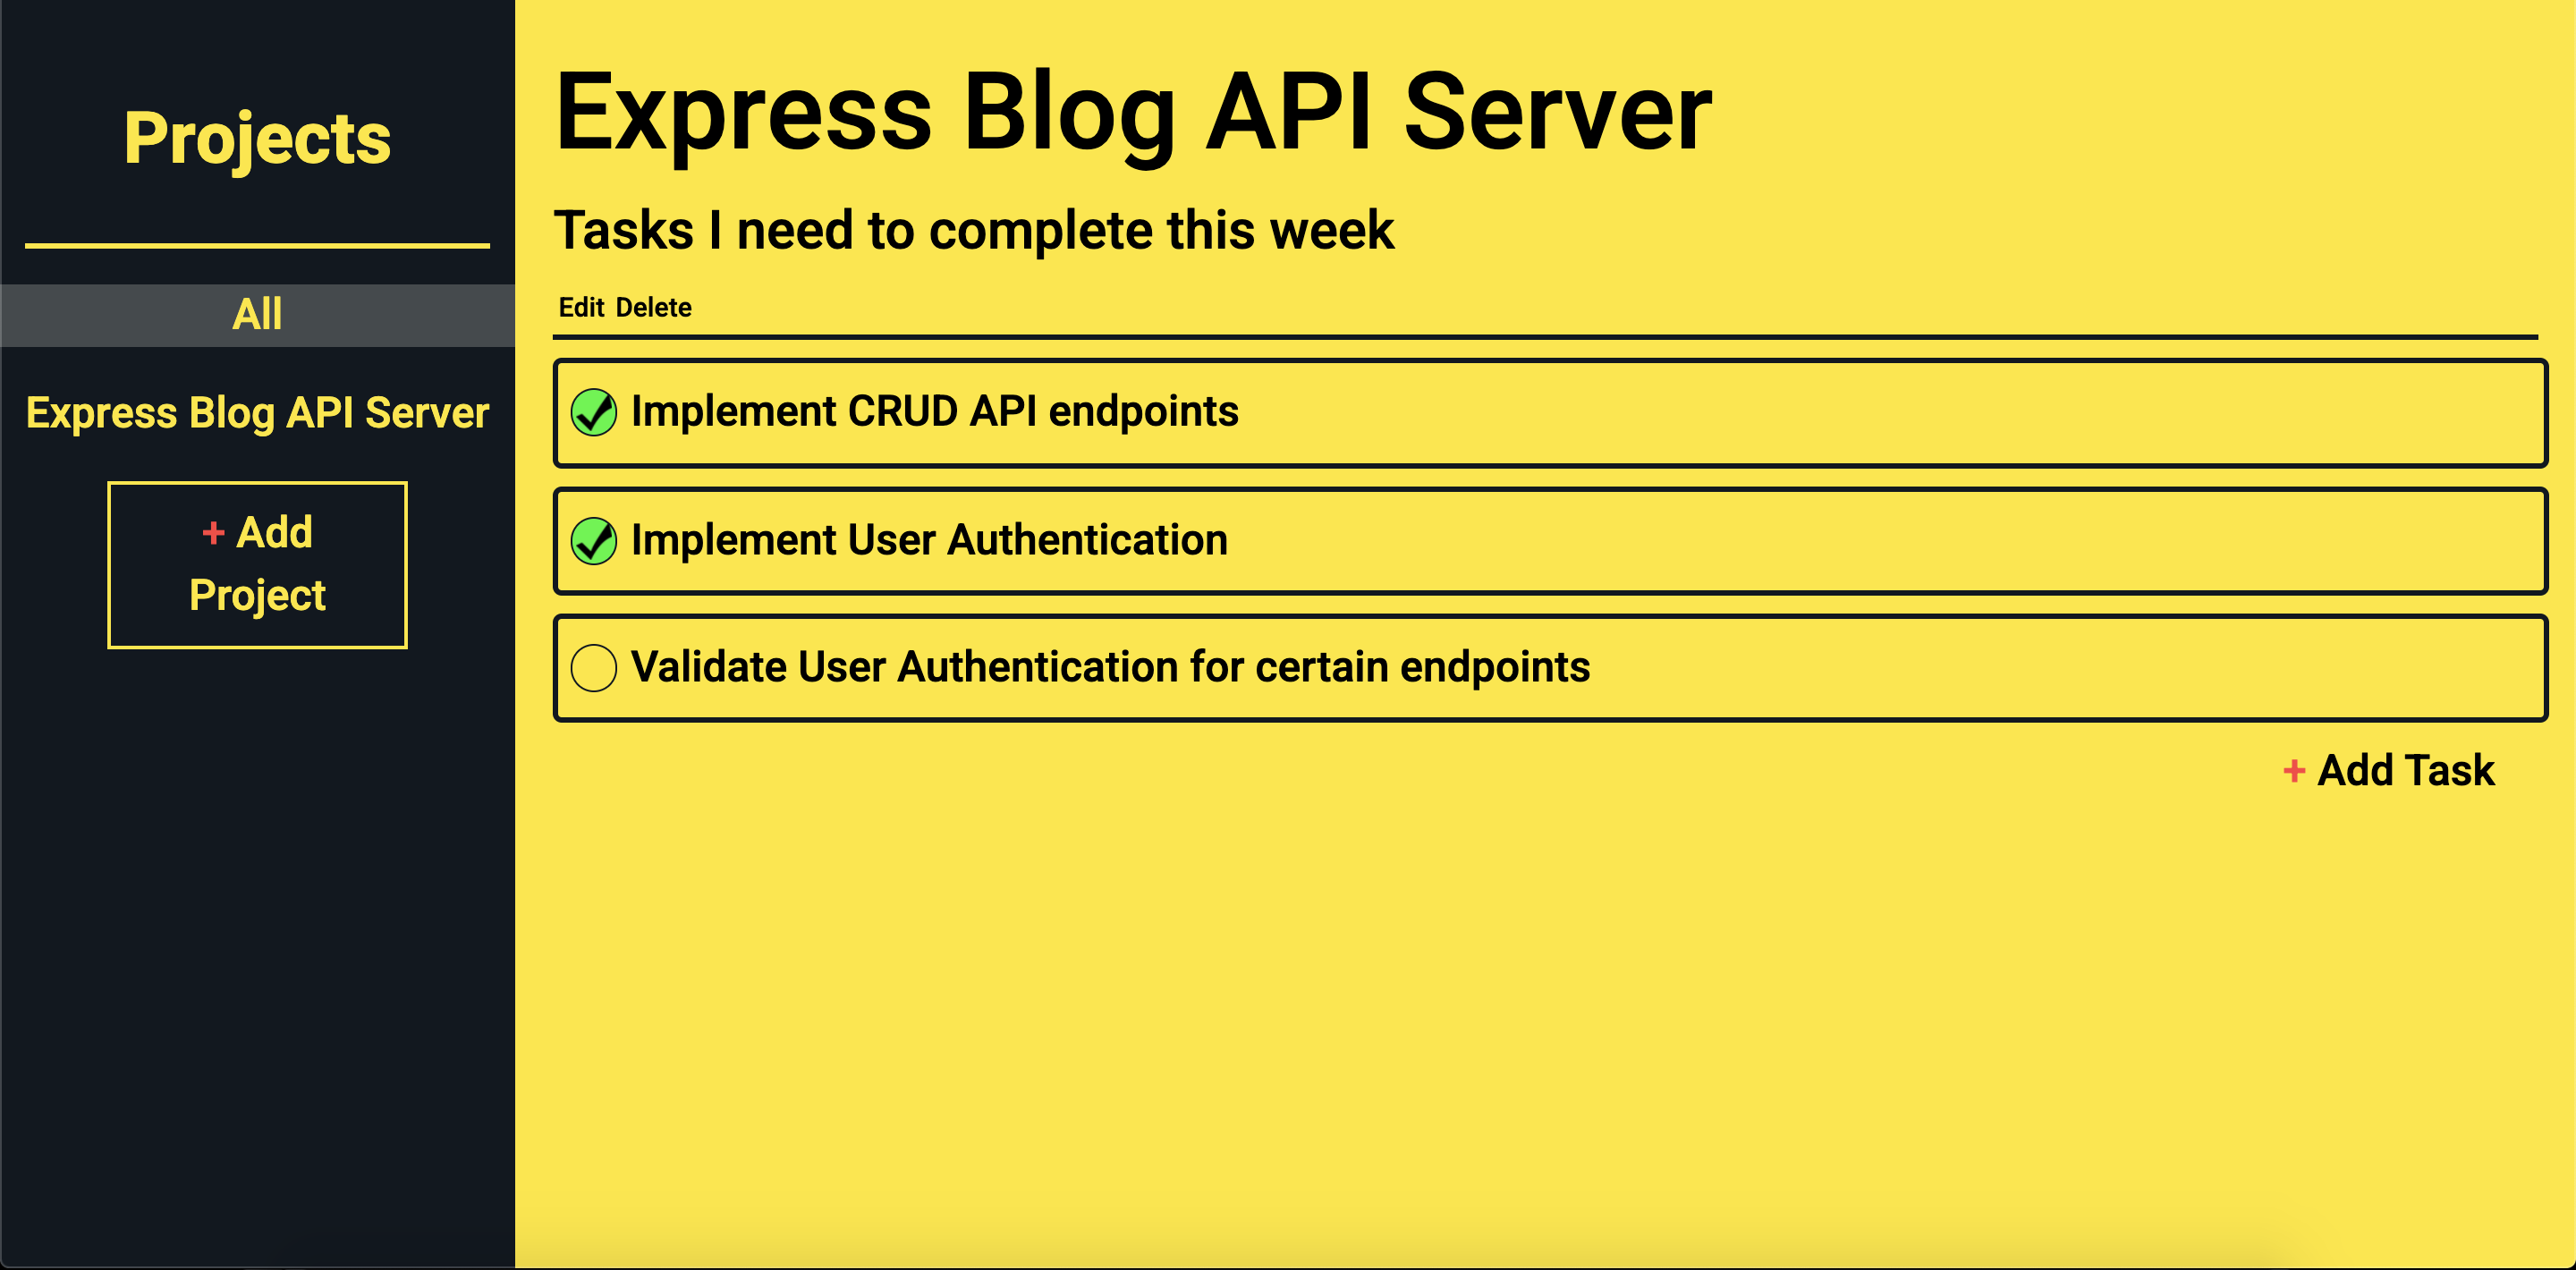 Projects
All
Express Blog API Server
+ Add
Project
Express Blog API Server
Tasks I need to complete this week
Edit Delete
Implement CRUD API endpoints
Implement User Authentication
Validate User Authentication for certain endpoints
+ Add Task